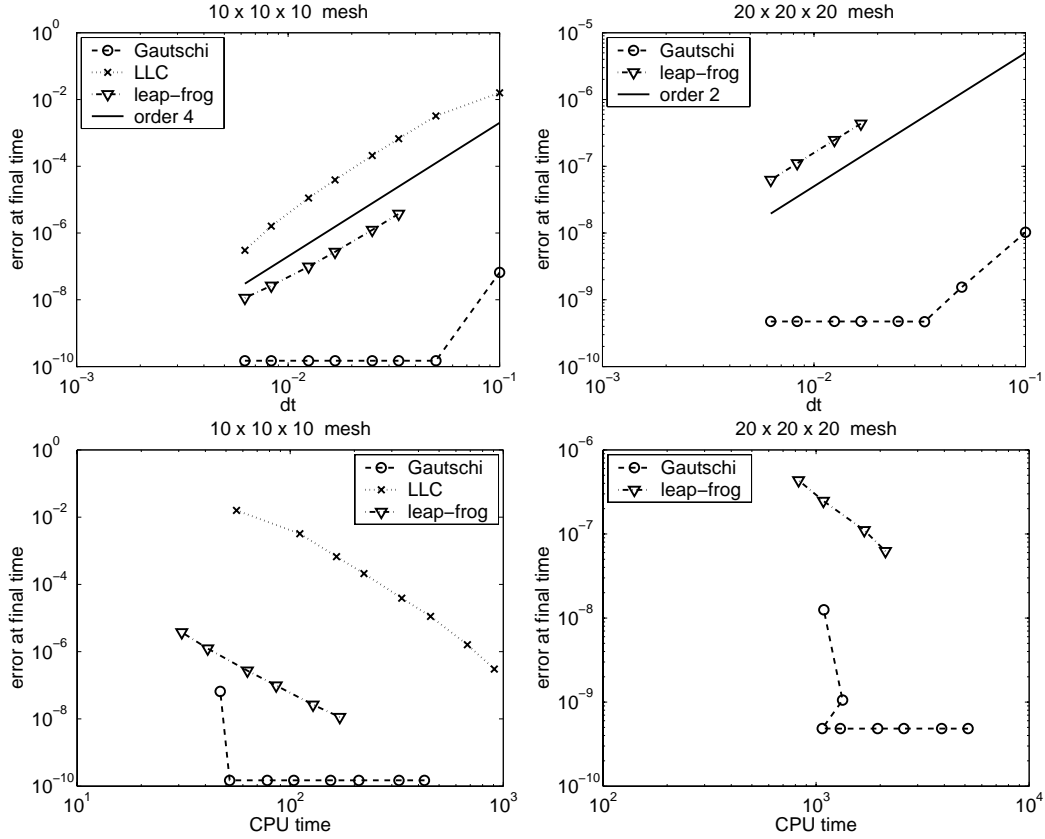 10 x 10 x 10 mesh
10^0
10^-2
10^-4
10^-6
10^-8
10^-10
error at final time
Gautschi
LLC
leap-frog
order 4
10^-3
10^-2
10^-1
dt
20 x 20 x 20 mesh
10^-5
10^-6
10^-7
10^-8
10^-9
10^-10
error at final time
Gautschi
leap-frog
order 2
10^-3
10^-2
10^-1
dt
10 x 10 x 10 mesh
10^0
10^-2
10^-4
10^-6
10^-8
10^-10
error at final time
Gautschi
LLC
leap-frog
10^1
10^2
10^3
CPU time
20 x 20 x 20 mesh
10^-6
10^-7
10^-8
10^-9
10^-10
error at final time
Gautschi
leap-frog
10^2
10^3
10^4
CPU time